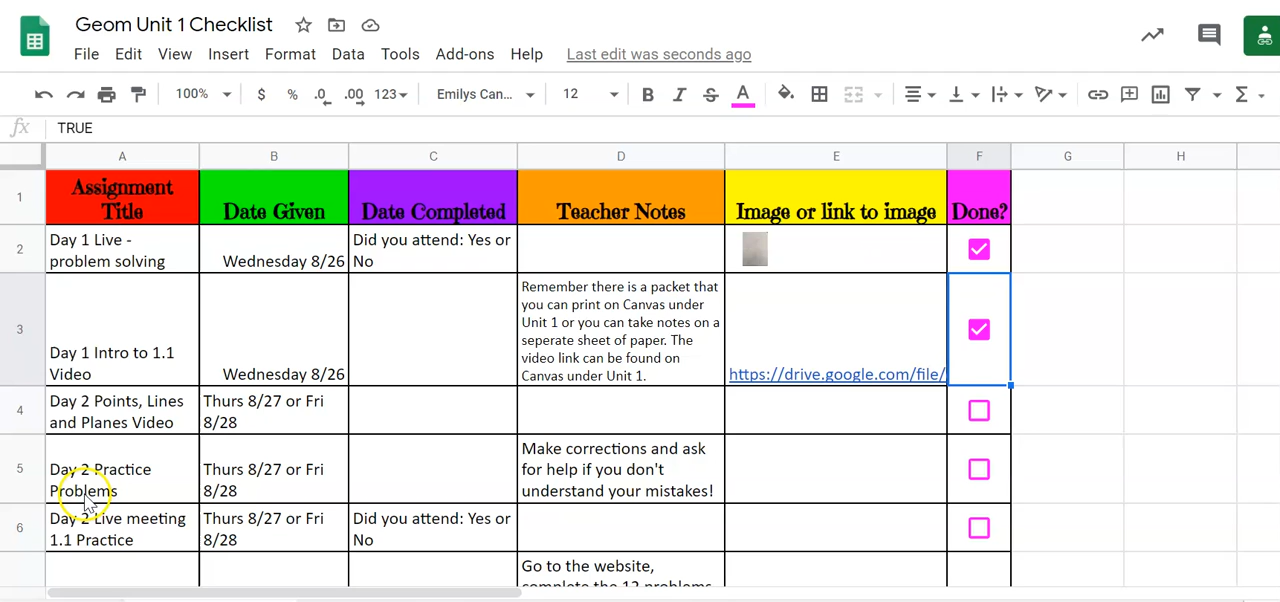 Geom Unit 1 Checklist
File Edit View Insert Format Data Tools Add-ons Help Last edit was seconds ago
100% $ % .0 .00 123 Emilys Can... 12 B I S A Σ
fx TRUE
A B C D E F G H
1 Assignment Title Date Given Date Completed Teacher Notes Image or link to image Done?
2 Day 1 Live -
problem solving
Wednesday 8/26
Did you attend: Yes or
No
3 Day 1 Intro to 1.1
Video
Wednesday 8/26
Remember there is a packet that
you can print on Canvas under
Unit 1 or you can take notes on a
seperate sheet of paper. The
video link can be found on
Canvas under Unit 1.
https://drive.google.com/file/
4 Day 2 Points, Lines
and Planes Video
Thurs 8/27 or Fri
8/28
5 Day 2 Practice
Problems
Thurs 8/27 or Fri
8/28
Make corrections and ask
for help if you don't
understand your mistakes!
6 Day 2 Live meeting
1.1 Practice
Thurs 8/27 or Fri
8/28
Did you attend: Yes or
No
Go to the website,
complete the 12 problems